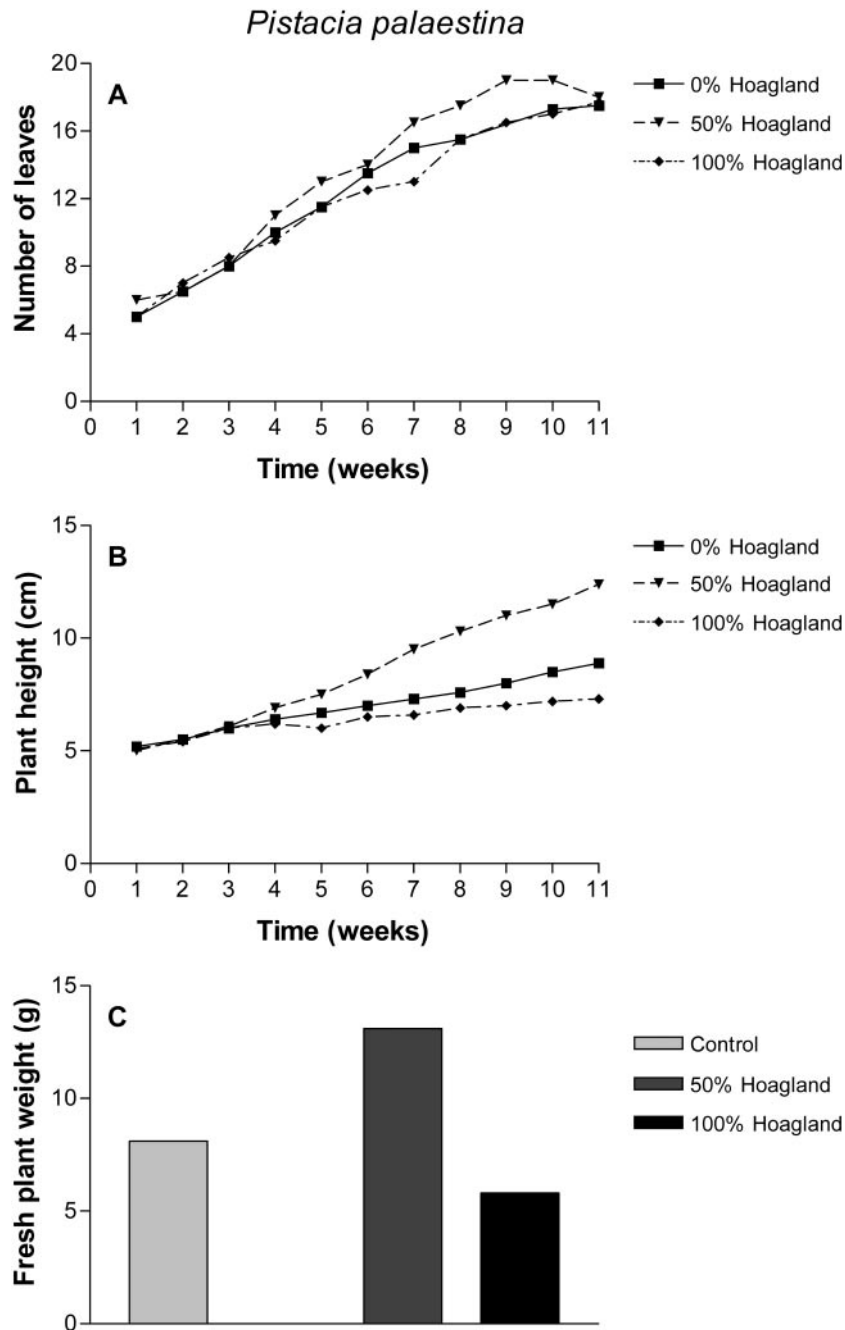 Pistacia palaestina
A
Number of leaves
20
16
12
8
4
0
0 1 2 3 4 5 6 7 8 9 10 11
Time (weeks)
0% Hoagland
50% Hoagland
100% Hoagland
B
Plant height (cm)
15
10
5
0
0 1 2 3 4 5 6 7 8 9 10 11
Time (weeks)
0% Hoagland
50% Hoagland
100% Hoagland
C
Fresh plant weight (g)
15
10
5
0
Control
50% Hoagland
100% Hoagland